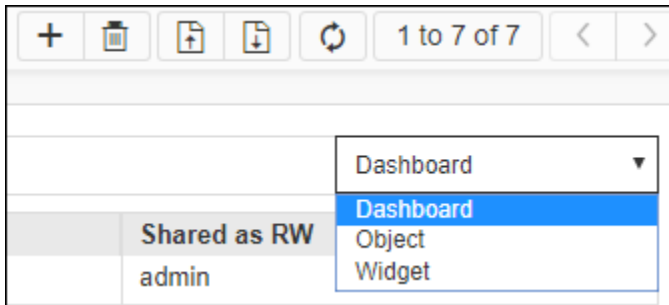 1 to 7 of 7
Dashboard
Dashboard
Shared as RW
Object
admin
Widget